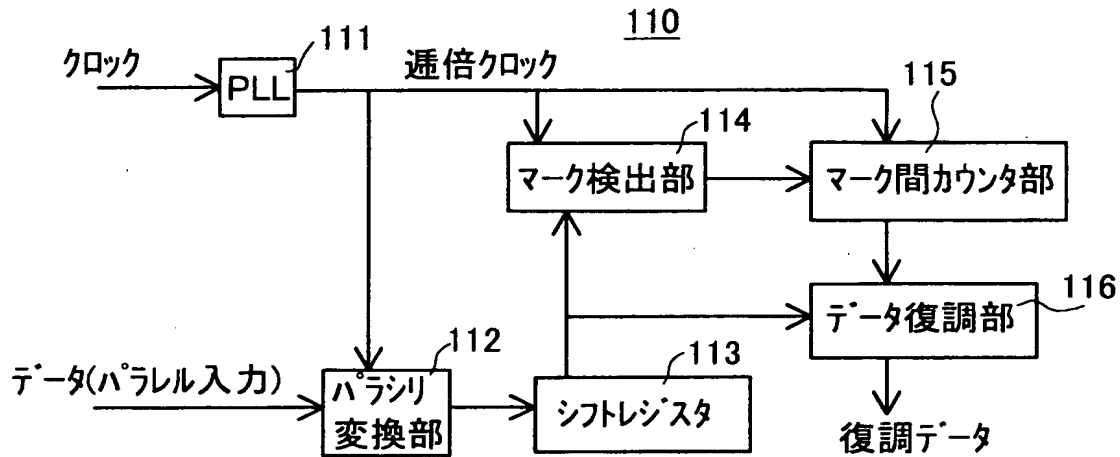 110
111
クロック
PLL
逓倍クロック
115
114
マーク検出部
マーク間カウンタ部
116
データ復調部
112
113
データ(パラレル入力)
パラシリ
変換部
シフトレジスタ
復調データ